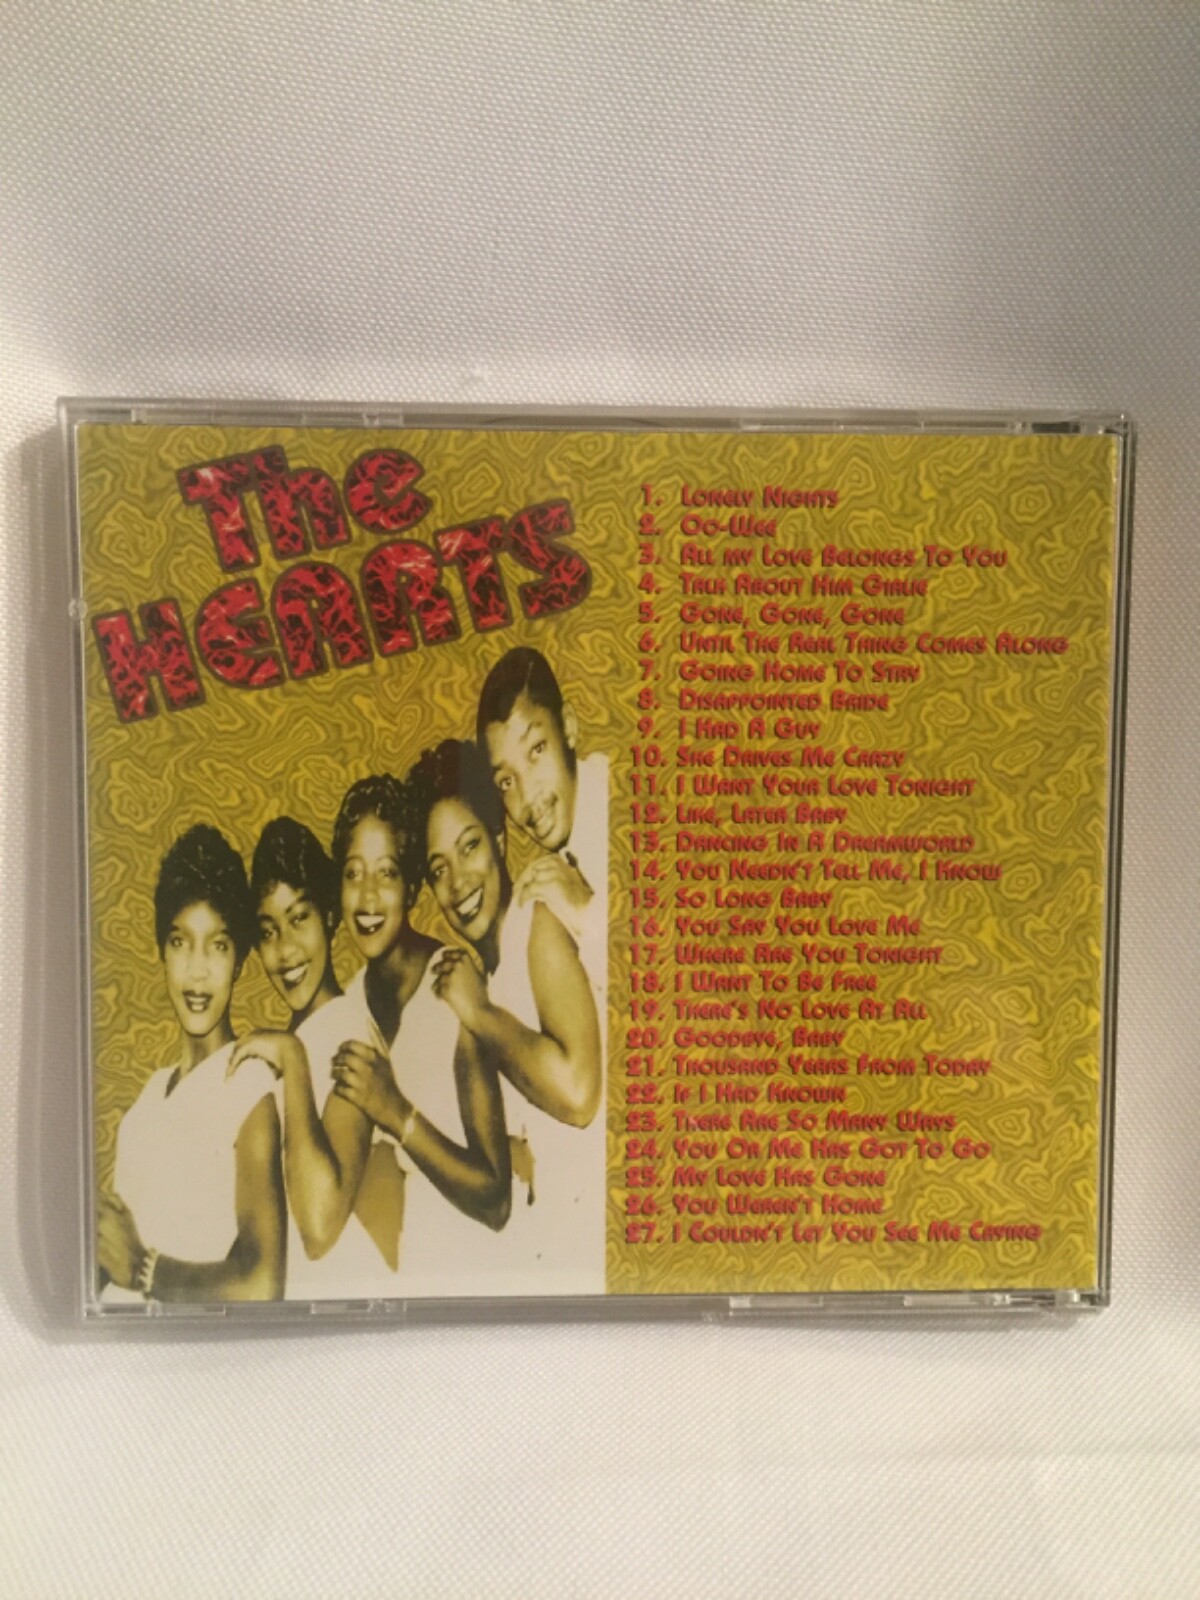 The
HEARTS
1. Lonely Nights
2. Oo-Wee
3. All my Love Belongs To You
4. Talk About Him Girlie
5. Gone, Gone, Gone
6. Until The Real Thing Comes Along
7. Going Home To Stay
8. Disappointed Bride
9. I Had A Guy
10. She Drives Me Crazy
11. I Want Your Love Tonight
12. Like, Later Baby
13. Dancing In A Dreamworld
14. You Needn't Tell Me, I Know
15. So Long Baby
16. You Say You Love Me
17. Where Are You Tonight
18. I Want To Be Free
19. There's No Love At All
20. Goodbye, Baby
21. Thousand Years From Today
22. If I Had Known
23. There Are So Many Ways
24. You Or Me Has Got To Go
25. My Love Has Gone
26. You Weren't Home
27. I Couldn't Let You See Me Crying